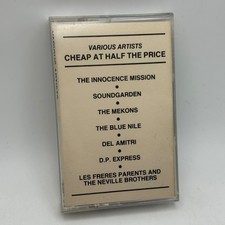 VARIOUS ARTISTS
CHEAP AT HALF THE PRICE
THE INNOCENCE MISSION
SOUNDGARDEN
THE MEKONS
THE BLUE NILE
DEL AMITRI
D.P. EXPRESS
LES FRERES PARENTS AND
THE NEVILLE BROTHERS